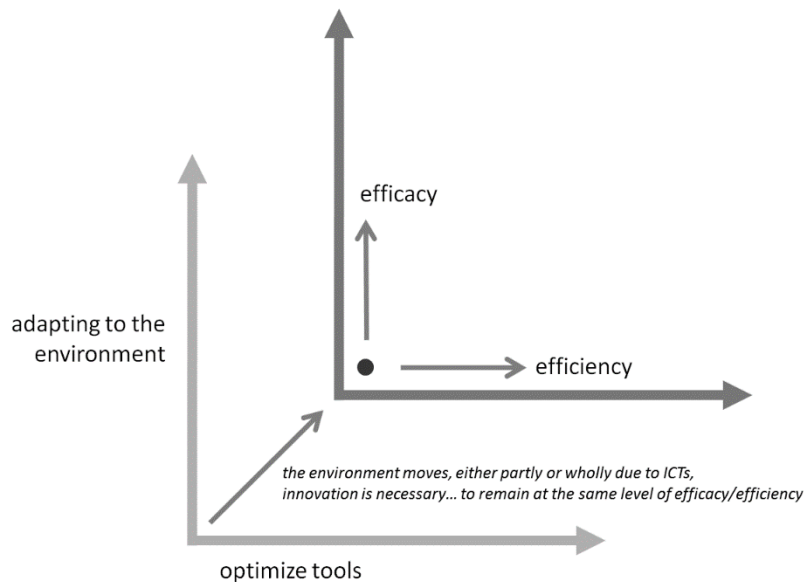 efficacy
adapting to the
environment
efficiency
the environment moves, either partly or wholly due to ICTs,
innovation is necessary... to remain at the same level of efficacy/efficiency
optimize tools